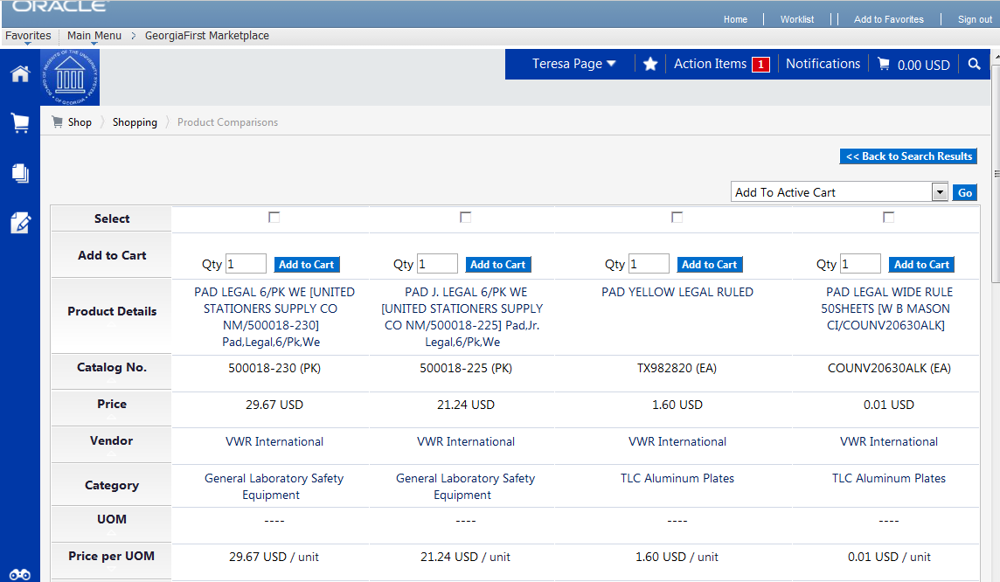 ORACLE
Home Worklist Add to Favorites Sign out
Favorites Main Menu > GeorgiaFirst Marketplace
BOARD OF REGENTS OF THE UNIVERSITY SYSTEM OF GEORGIA
Teresa Page Action Items 1 Notifications 0.00 USD
Shop Shopping Product Comparisons
<< Back to Search Results
Add To Active Cart Go
Select
Add to Cart Qty 1 Add to Cart Qty 1 Add to Cart Qty 1 Add to Cart Qty 1 Add to Cart
Product Details
PAD LEGAL 6/PK WE [UNITED
STATIONERS SUPPLY CO
NM/500018-230]
Pad,Legal,6/Pk,We
PAD J. LEGAL 6/PK WE
[UNITED STATIONERS SUPPLY
CO NM/500018-225] Pad,Jr.
Legal,6/Pk,We
PAD YELLOW LEGAL RULED
PAD LEGAL WIDE RULE
50SHEETS [W B MASON
CI/COUNV20630ALK]
Catalog No. 500018-230 (PK) 500018-225 (PK) TX982820 (EA) COUNV20630ALK (EA)
Price 29.67 USD 21.24 USD 1.60 USD 0.01 USD
Vendor VWR International VWR International VWR International VWR International
Category
General Laboratory Safety
Equipment
General Laboratory Safety
Equipment
TLC Aluminum Plates
TLC Aluminum Plates
UOM ---- ---- ---- ----
Price per UOM 29.67 USD / unit 21.24 USD / unit 1.60 USD / unit 0.01 USD / unit